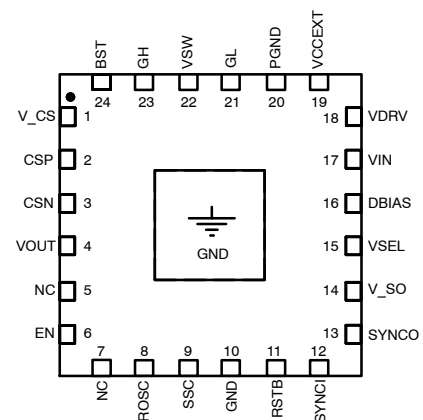 BST
GH
VSW
GL
PGND
VCCEXT
24
23
22
21
20
19
V_CS 1
CSP 2
CSN 3
VOUT 4
NC 5
EN 6
18 VDRV
17 VIN
16 DBIAS
15 VSEL
14 V_SO
13 SYNCO
GND
7
8
9
10
11
12
NC
ROSC
SSC
GND
RSTB
SYNCI